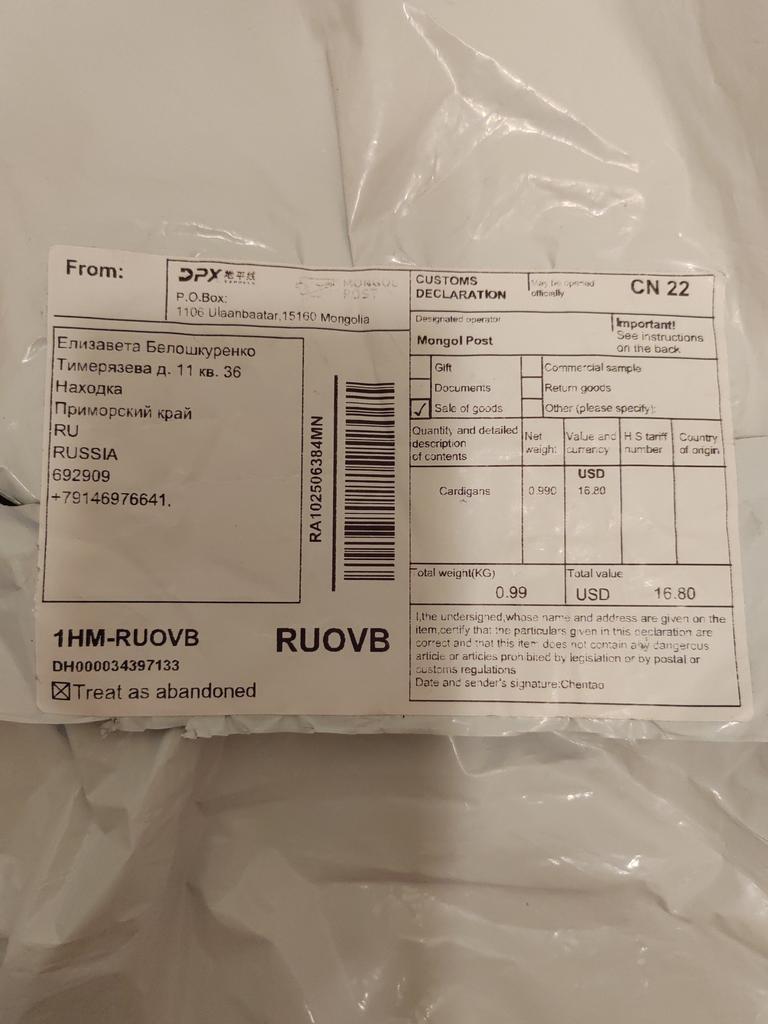 From:
DPX 地平线
EXPRESS
MONGOL
POST
P.O.Box:
1106 Ulaanbaatar,15160 Mongolia
Елизавета Белошкуренко
Тимерязева д. 11 кв. 36
Находка
Приморский край
RU
RUSSIA
692909
+79146976641,
RA102506384MN
1HM-RUOVB
RUOVB
DH000034397133
Treat as abandoned
CUSTOMS
DECLARATION
May be opened
officially
CN 22
Designated operator
Mongol Post
Important!
See instructions
on the back
Gift
Commercial sample
Documents
Return goods
✓ Sale of goods
Other (please specify):
Quantity and detailed
description
of contents
Net
weight
Value and
currency
H S tariff
number
Country
of origin
USD
Cardigans
0.990
16.80
Total weight(KG)
0.99
Total value
USD 16.80
I,the undersigned,whose name and address are given on the
item,certify that the particulars given in this declaration are
correct and that this item does not contain any dangerous
article or articles prohibited by legislation or by postal or
customs regulations
Date and sender's signature:Chentao